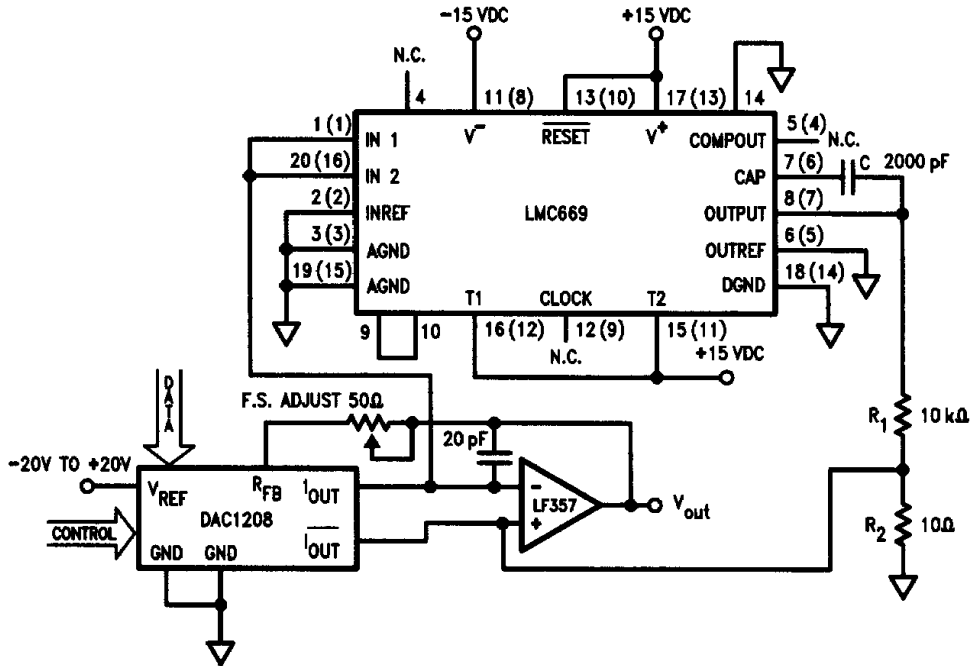 -15 VDC
+15 VDC
N.C.
4
11 (8)
13 (10)
17 (13)
14
1 (1)
IN 1
V⁻
RESET
V⁺
COMPOUT
5 (4)
N.C.
20 (16)
IN 2
CAP
7 (6)
C
2000 pF
2 (2)
INREF
LMC669
OUTPUT
8 (7)
3 (3)
AGND
OUTREF
6 (5)
19 (15)
AGND
DGND
18 (14)
T1
CLOCK
T2
9
10
16 (12)
12 (9)
15 (11)
N.C.
+15 VDC
DATA
F.S. ADJUST 50Ω
R₁
10 kΩ
20 pF
-20V TO +20V
VREF
RFB
IOUT
LF357
-
+
Vout
DAC1208
IOUT
R₂
10Ω
CONTROL
GND
GND